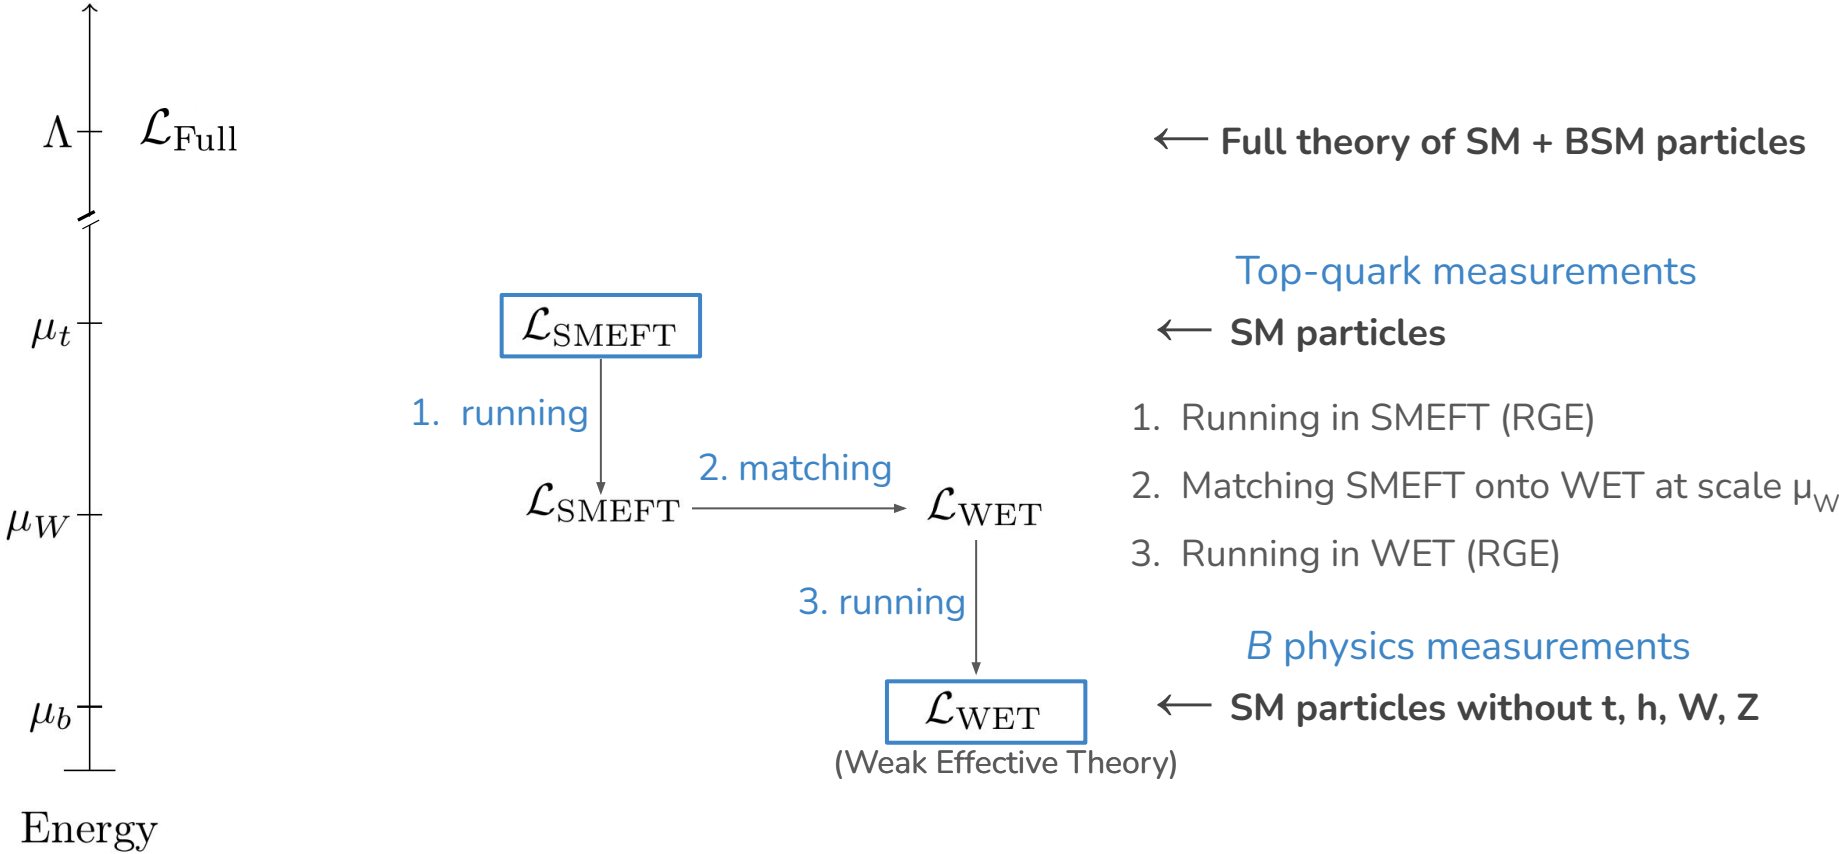 Λ
ℒFull
← Full theory of SM + BSM particles
Top-quark measurements
μt
ℒSMEFT
← SM particles
1. running
1. Running in SMEFT (RGE)
2. matching
2. Matching SMEFT onto WET at scale μW
μW
ℒSMEFT
ℒWET
3. Running in WET (RGE)
3. running
B physics measurements
μb
ℒWET
← SM particles without t, h, W, Z
(Weak Effective Theory)
Energy